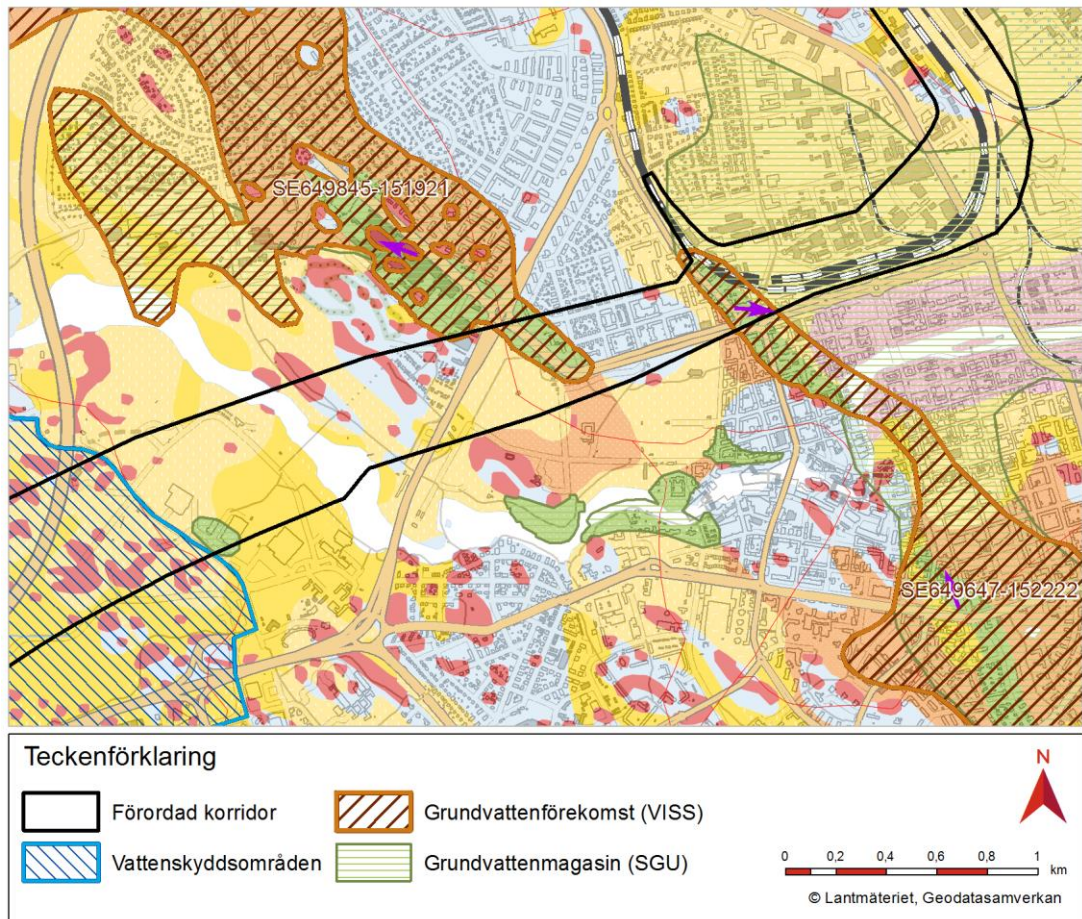 SE649845-151921
SE649647-152222
Teckenförklaring
N
Förordad korridor
Grundvattenförekomst (VISS)
Vattenskyddsområden
Grundvattenmagasin (SGU)
0 0,2 0,4 0,6 0,8 1
km
© Lantmäteriet, Geodatasamverkan